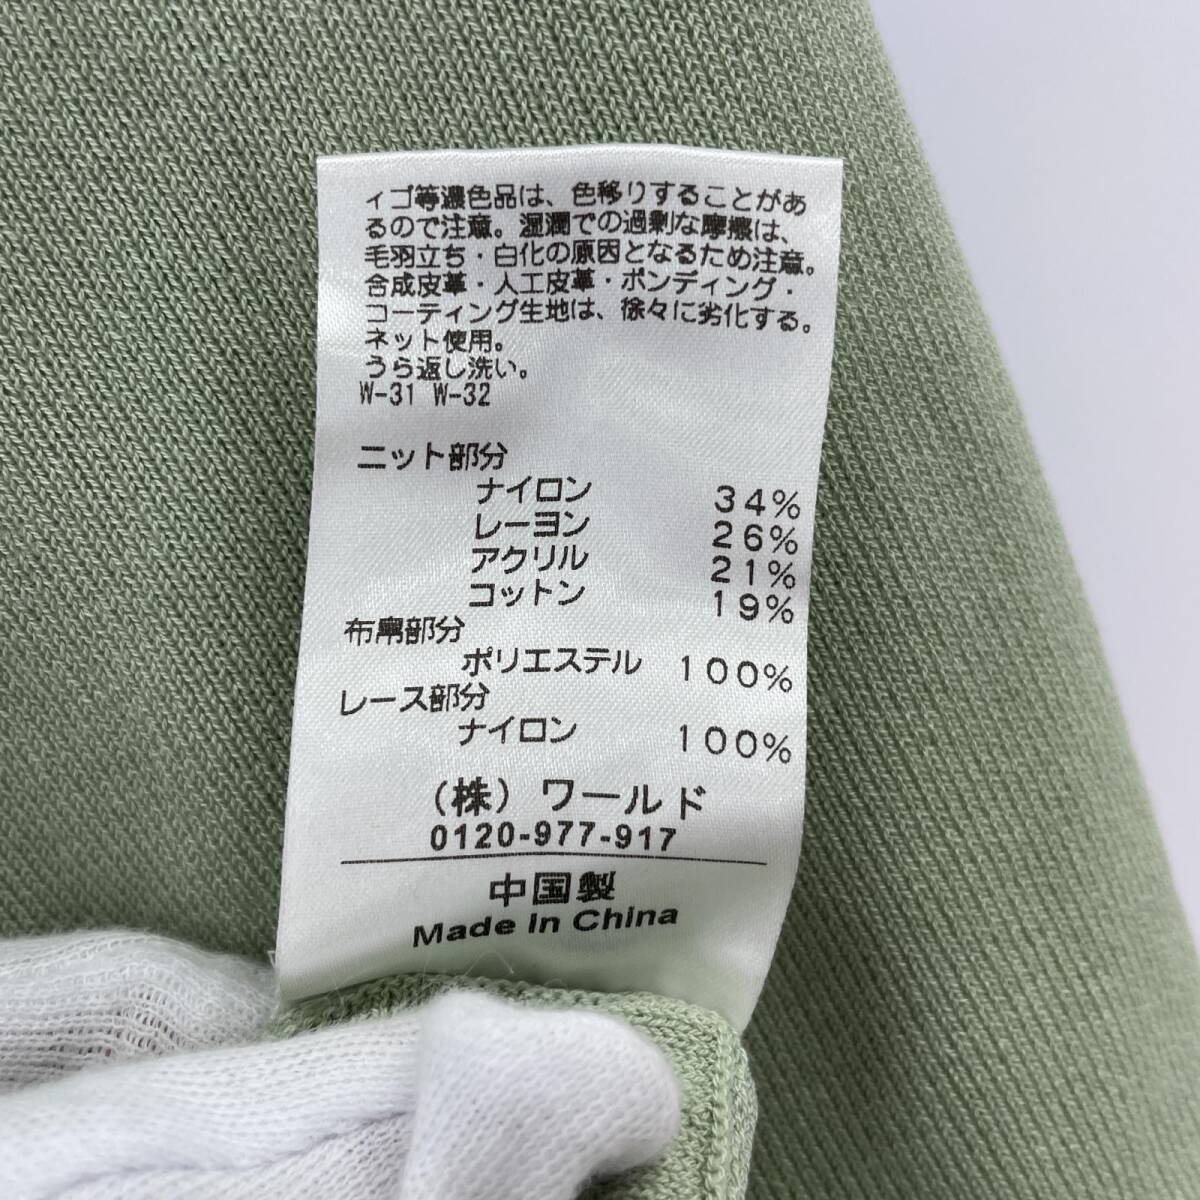 ィゴ等濃色品は、色移りすることがあ
るので注意。湿潤での過剰な摩擦は、
毛羽立ち・白化の原因となるため注意。
合成皮革・人工皮革・ボンディング・
コーティング生地は、徐々に劣化する。
ネット使用。
うら返し洗い。
W-31 W-32
ニット部分
ナイロン 34%
レーヨン 26%
アクリル 21%
コットン 19%
布帛部分
ポリエステル 100%
レース部分
ナイロン 100%
(株) ワールド
0120-977-917
中国製
Made In China